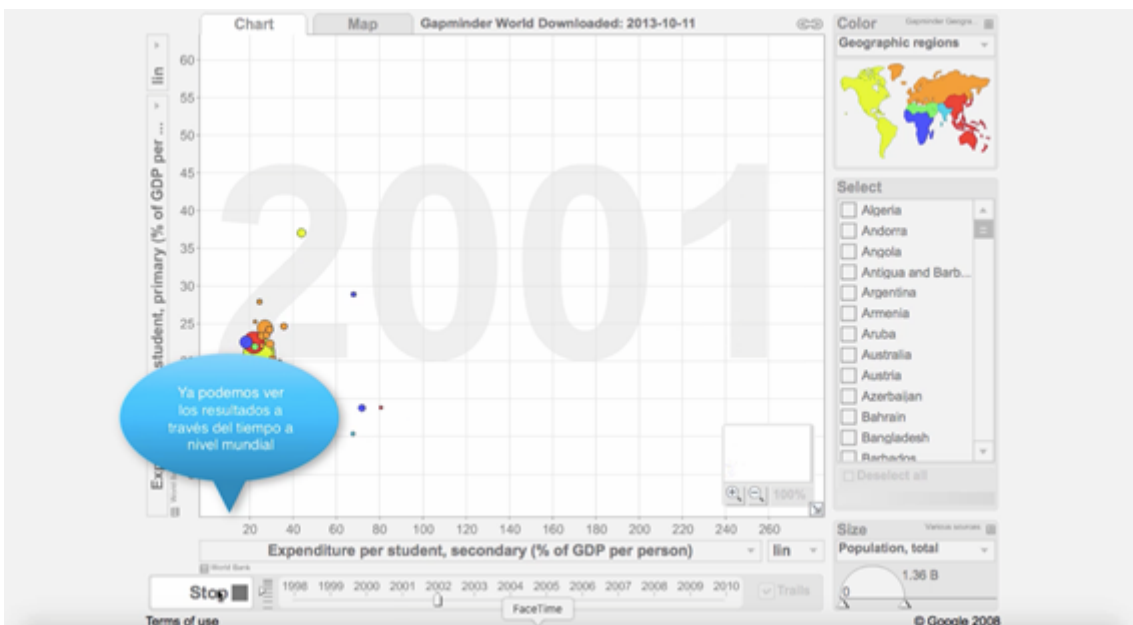 Chart Map Gapminder World Downloaded: 2013-10-11
Color
Geographic regions
lin
60
55
50
45
40
35
30
25
student, primary (% of GDP per ...
2001
Ya podemos ver
los resultados a
través del tiempo a
nivel mundial
Select
Algeria
Andorra
Angola
Antigua and Barb...
Argentina
Armenia
Aruba
Australia
Austria
Azerbaijan
Bahrain
Bangladesh
Barbados
Deselect all
100%
20 40 60 80 100 120 140 160 180 200 220 240 260
Expenditure per student, secondary (% of GDP per person) lin
World Bank
Size Various sources
Population, total
1.36 B
0
Stop 1998 1999 2000 2001 2002 2003 2004 2005 2006 2007 2008 2009 2010 Trails
FaceTime
Terms of use © Google 2008